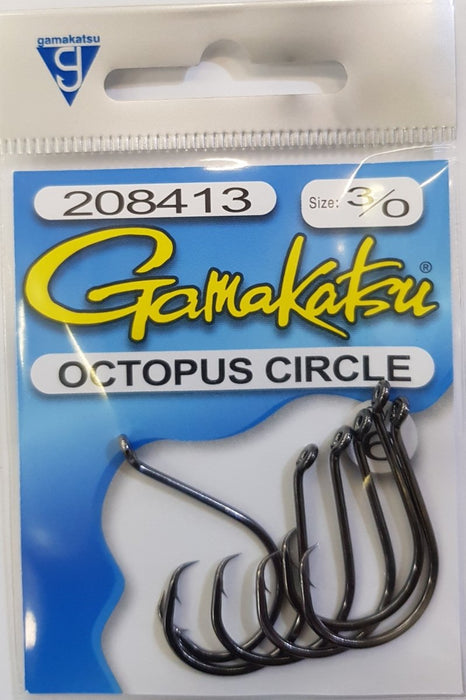 gamakatsu
208413
Size: 3/0
Gamakatsu®
OCTOPUS CIRCLE